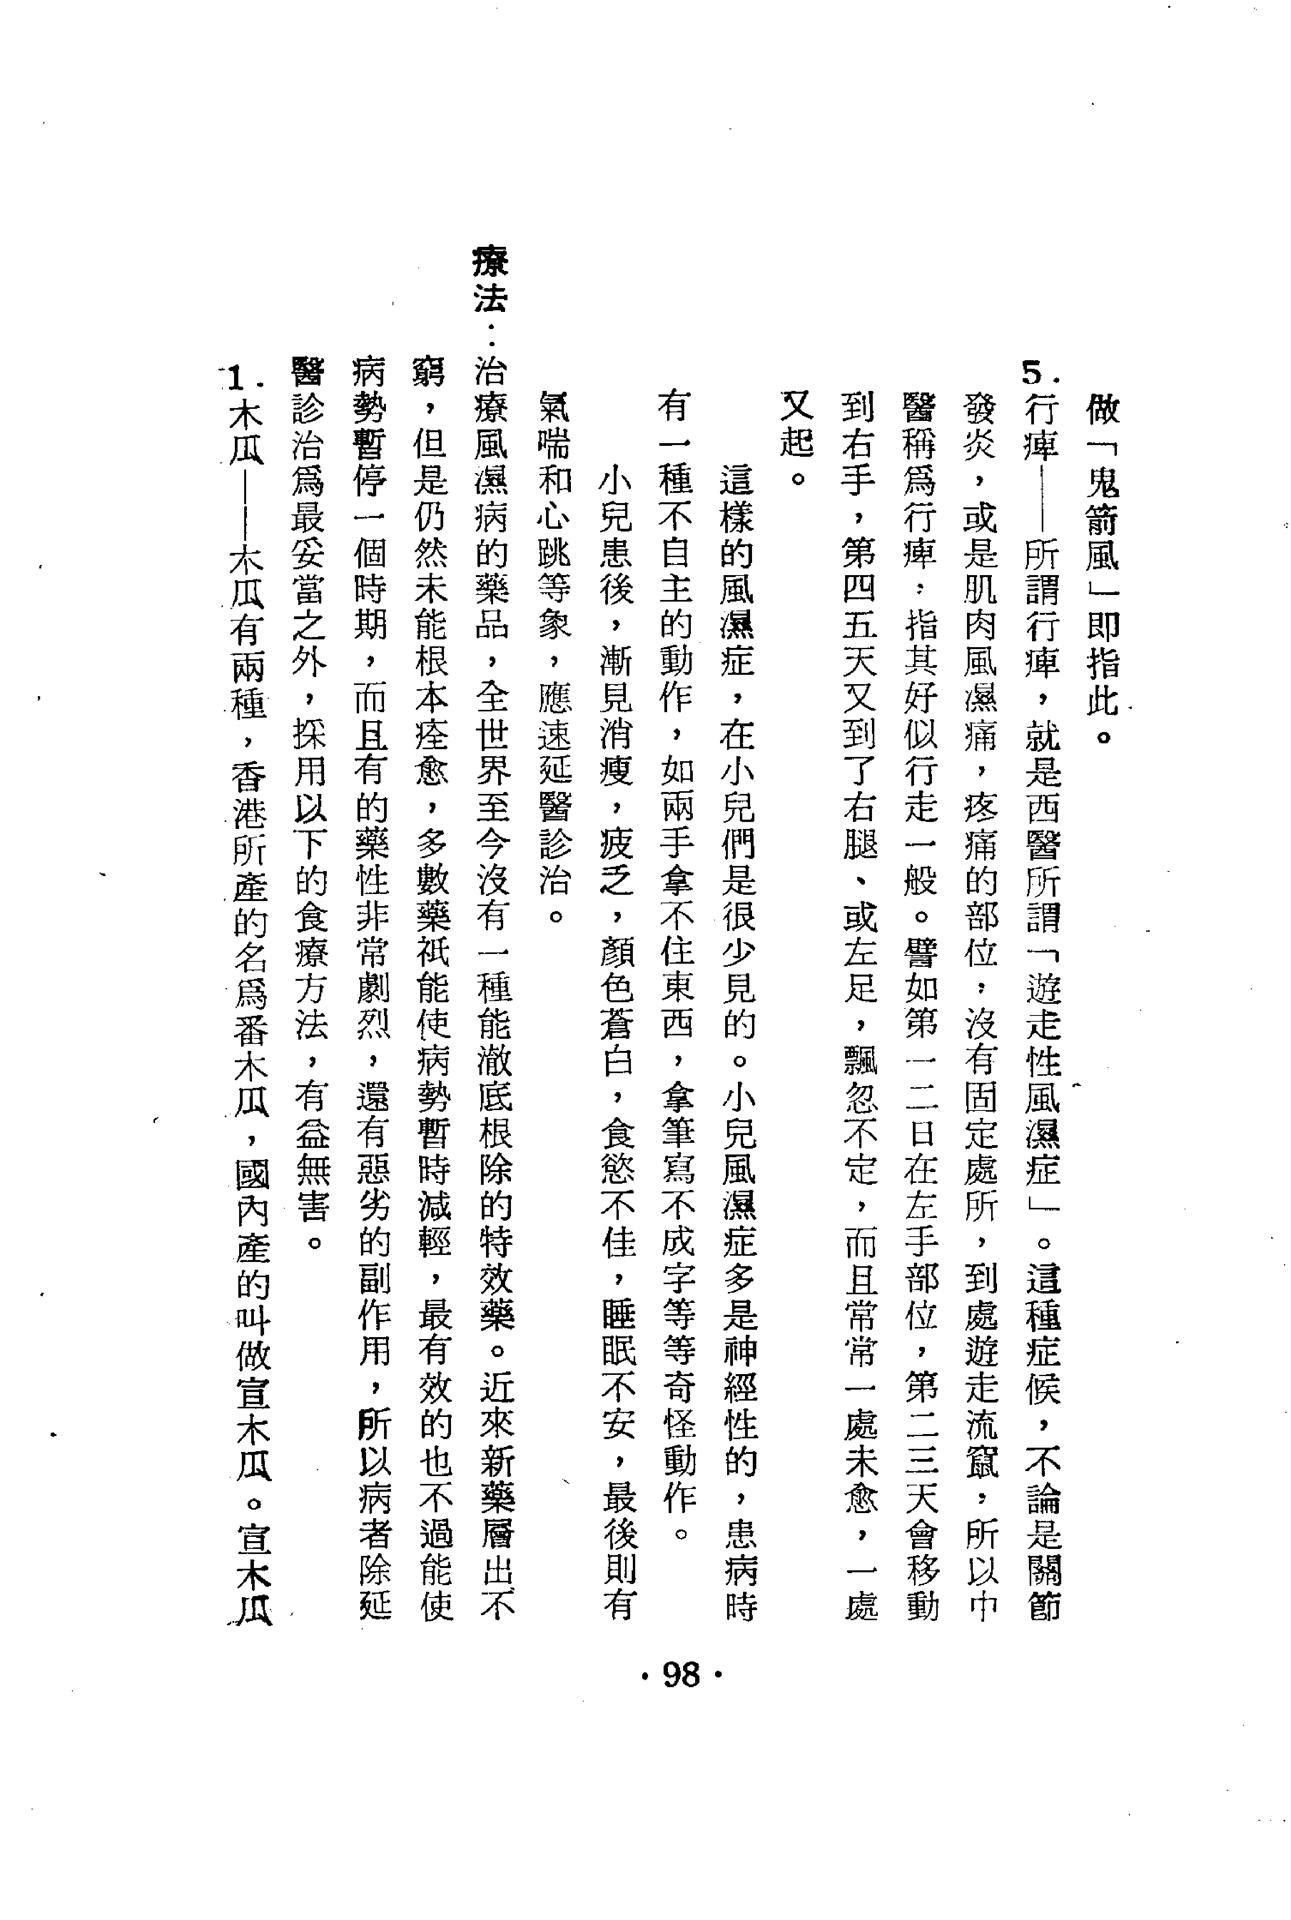 做「鬼箭風」即指此。
5.行痺——所謂行痺，就是西醫所謂「遊走性風濕症」。這種症候，不論是關節
發炎，或是肌肉風濕痛，疼痛的部位，沒有固定處所，到處遊走流竄，所以中
醫稱爲行痺，指其好似行走一般。譬如第一二日在左手部位，第二三天會移動
到右手，第四五天又到了右腿、或左足，飄忽不定，而且常常一處未愈，一處
又起。
這樣的風濕症，在小兒們是很少見的。小兒風濕症多是神經性的，患病時
有一種不自主的動作，如兩手拿不住東西，拿筆寫不成字等等奇怪動作。
小兒患後，漸見消瘦，疲乏，顏色蒼白，食慾不佳，睡眠不安，最後則有
氣喘和心跳等象，應速延醫診治。
療法：治療風濕病的藥品，全世界至今沒有一種能澈底根除的特效藥。近來新藥層出不
窮，但是仍然未能根本痊愈，多數藥祇能使病勢暫時減輕，最有效的也不過能使
病勢暫停一個時期，而且有的藥性非常劇烈，還有惡劣的副作用，所以病者除延
醫診治爲最妥當之外，採用以下的食療方法，有益無害。
1.木瓜——木瓜有兩種，香港所產的名爲番木瓜，國內產的叫做宣木瓜。宣木瓜
·98·